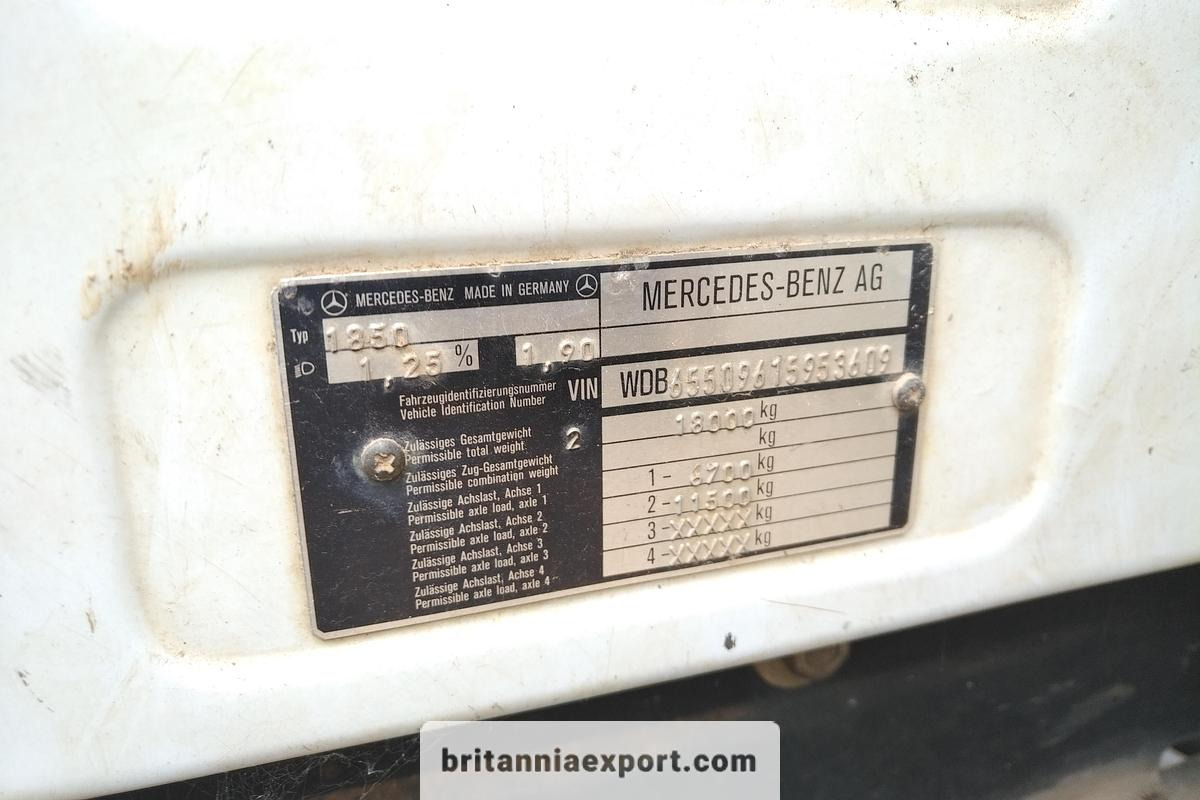 MERCEDES-BENZ MADE IN GERMANY
MERCEDES-BENZ AG
Typ 1850
1,25 % 1,90
Fahrzeugidentifizierungsnummer
Vehicle Identification Number
VIN WDB65509615953609
Zulässiges Gesamtgewicht
Permissible total weight
2
18000 kg
Zulässiges Zug-Gesamtgewicht
Permissible combination weight
kg
Zulässige Achslast, Achse 1
Permissible axle load, axle 1
1- 6700 kg
Zulässige Achslast, Achse 2
Permissible axle load, axle 2
2-11500 kg
Zulässige Achslast, Achse 3
Permissible axle load, axle 3
3-XXXXX kg
Zulässige Achslast, Achse 4
Permissible axle load, axle 4
4-XXXXX kg
britanniaexport.com